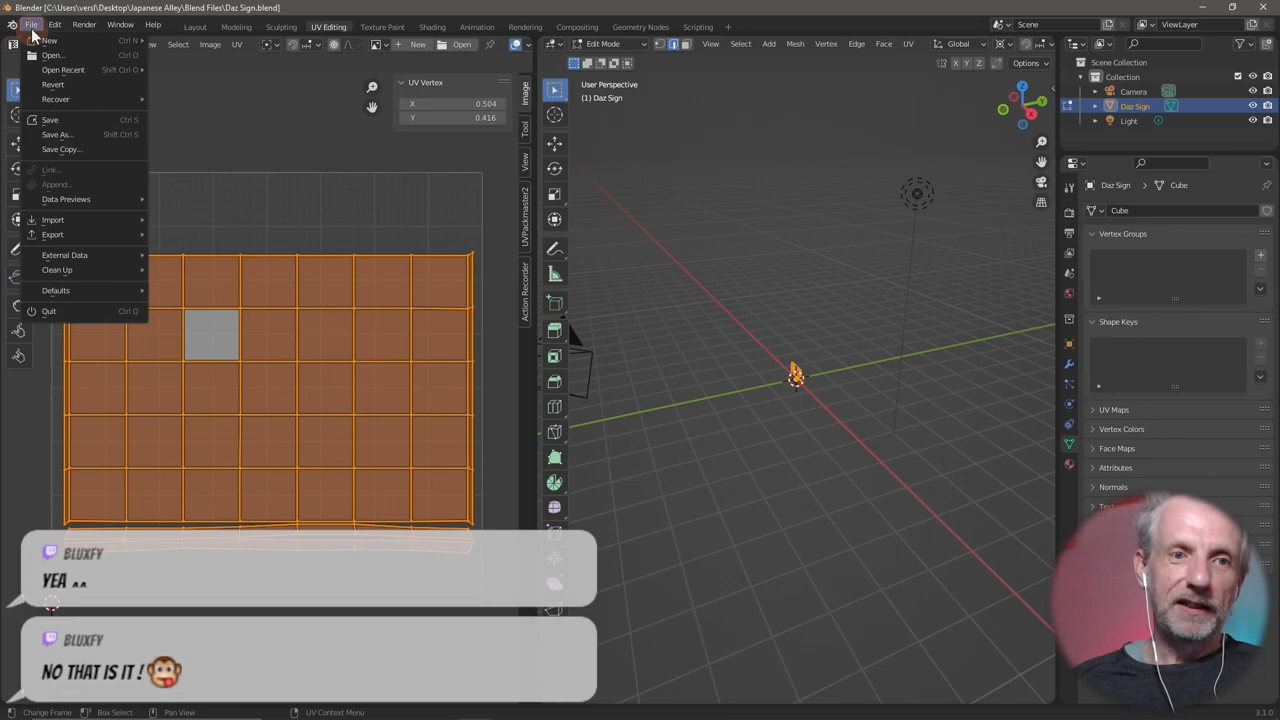 Blender [C:\Users\versl\Desktop\Japanese Alley\Blend Files\Daz Sign.blend]
File Edit Render Window Help
Layout Modeling Sculpting UV Editing Texture Paint Shading Animation Rendering Compositing Geometry Nodes Scripting
Scene
ViewLayer
View Select Image UV
New
Open
Edit Mode
View Select Add Mesh Vertex Edge Face UV
Global
X Y Z
Options
New Ctrl N
Open... Ctrl O
Open Recent Shift Ctrl O
Revert
Recover
Save Ctrl S
Save As... Shift Ctrl S
Save Copy...
Link...
Append...
Data Previews
Import
Export
External Data
Clean Up
Defaults
Quit Ctrl Q
UV Vertex
X 0.504
Y 0.416
Image
Tool
View
UVPackmaster2
Action Recorder
User Perspective
(1) Daz Sign
Z
Y
X
Scene Collection
Collection
Camera
Daz Sign
Light
Daz Sign > Cube
Cube
Vertex Groups
Shape Keys
UV Maps
Vertex Colors
Face Maps
Attributes
Normals
BLUXFY
YEA ^^
BLUXFY
NO THAT IS IT !
Change Frame Box Select Pan View UV Context Menu
3.1.0